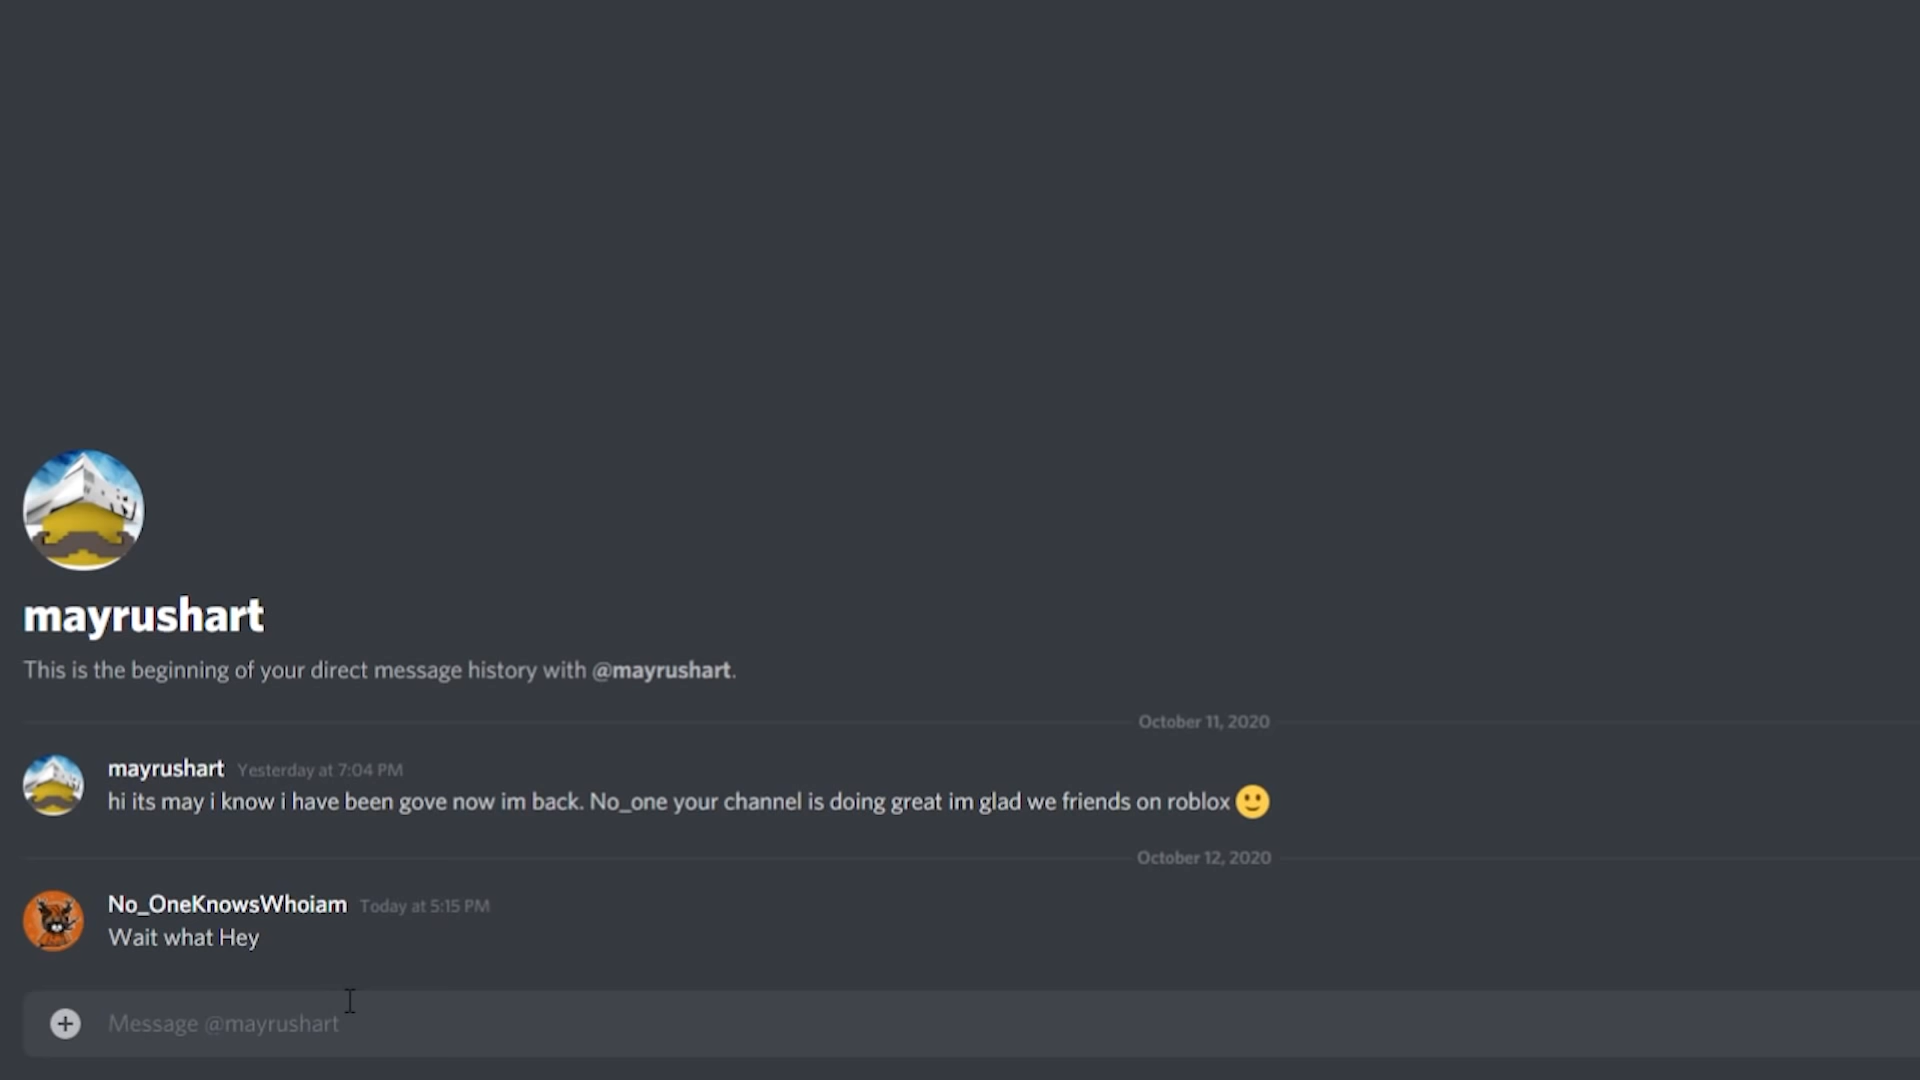 mayrushart
This is the beginning of your direct message history with @mayrushart.
October 11, 2020
mayrushart Yesterday at 7:04 PM
hi its may i know i have been gove now im back. No_one your channel is doing great im glad we friends on roblox 🙂
October 12, 2020
No_OneKnowsWhoiam Today at 5:15 PM
Wait what Hey
Message @mayrushart